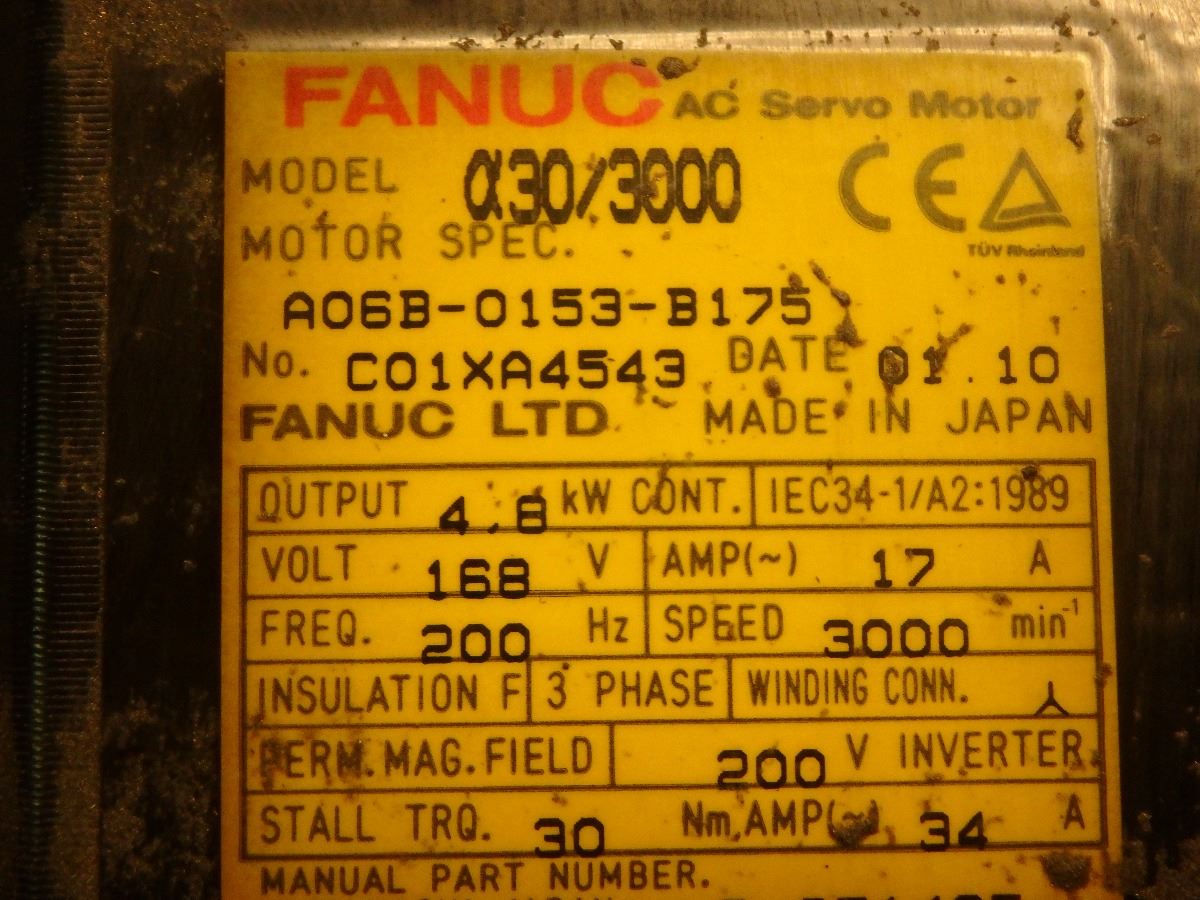 FANUC AC Servo Motor
MODEL α30/3000
CE
TÜV Rheinland
MOTOR SPEC.
A06B-0153-B175
No. C01XA4543 DATE 01.10
FANUC LTD MADE IN JAPAN
OUTPUT 4.8 kW CONT. IEC34-1/A2:1989
VOLT 168 V AMP(~) 17 A
FREQ. 200 Hz SPEED 3000 min⁻¹
INSULATION F 3 PHASE WINDING CONN.
PERM.MAG.FIELD 200 V INVERTER
STALL TRQ. 30 Nm,AMP(~) 34 A
MANUAL PART NUMBER.